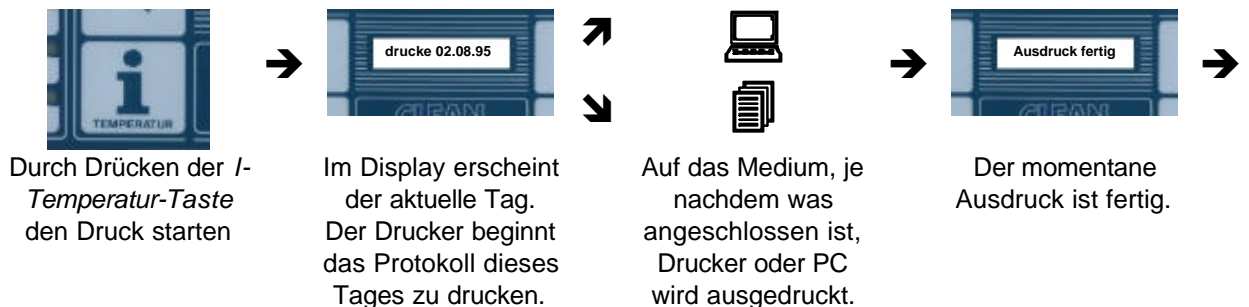 TEMPERATUR
drucke 02.08.95
CLEAN
Ausdruck fertig
CLEAN
Durch Drücken der I-
Temperatur-Taste
den Druck starten
Im Display erscheint
der aktuelle Tag.
Der Drucker beginnt
das Protokoll dieses
Tages zu drucken.
Auf das Medium, je
nachdem was
angeschlossen ist,
Drucker oder PC
wird ausgedruckt.
Der momentane
Ausdruck ist fertig.